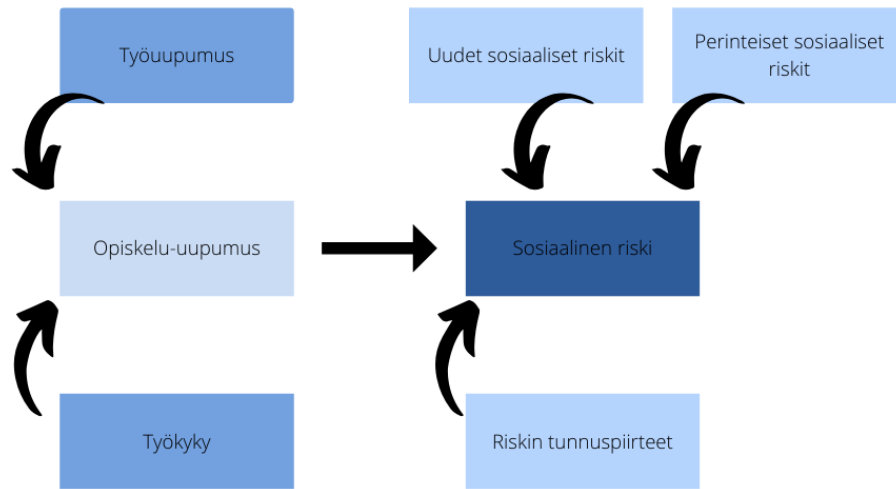 Työuupumus
Uudet sosiaaliset riskit
Perinteiset sosiaaliset
riskit
Opiskelu-uupumus
Sosiaalinen riski
Työkyky
Riskin tunnuspiirteet